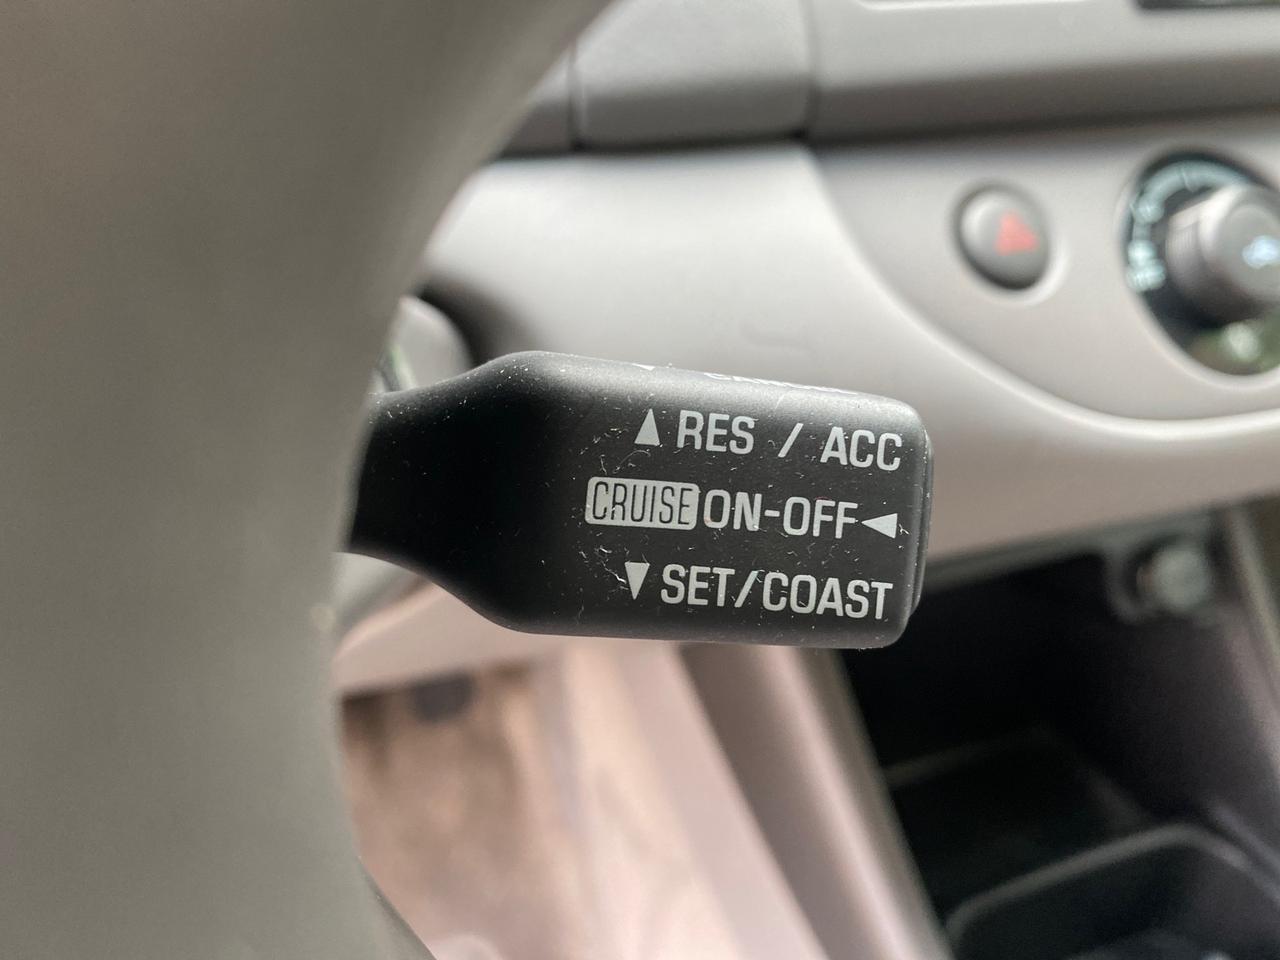 ▲ RES / ACC
CRUISE ON-OFF ◀
▼ SET/COAST